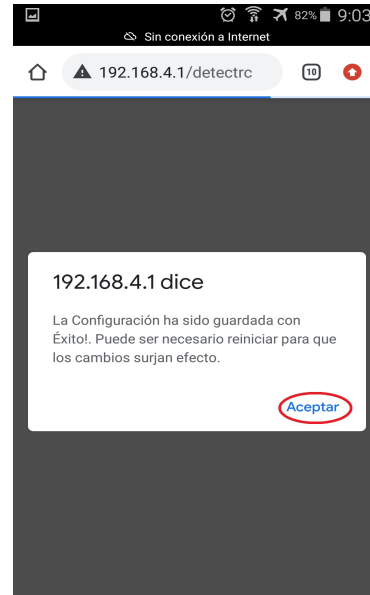 82% 9:03
Sin conexión a Internet
192.168.4.1/detectrc
10
192.168.4.1 dice
La Configuración ha sido guardada con
Éxito!. Puede ser necesario reiniciar para que
los cambios surjan efecto.
Aceptar